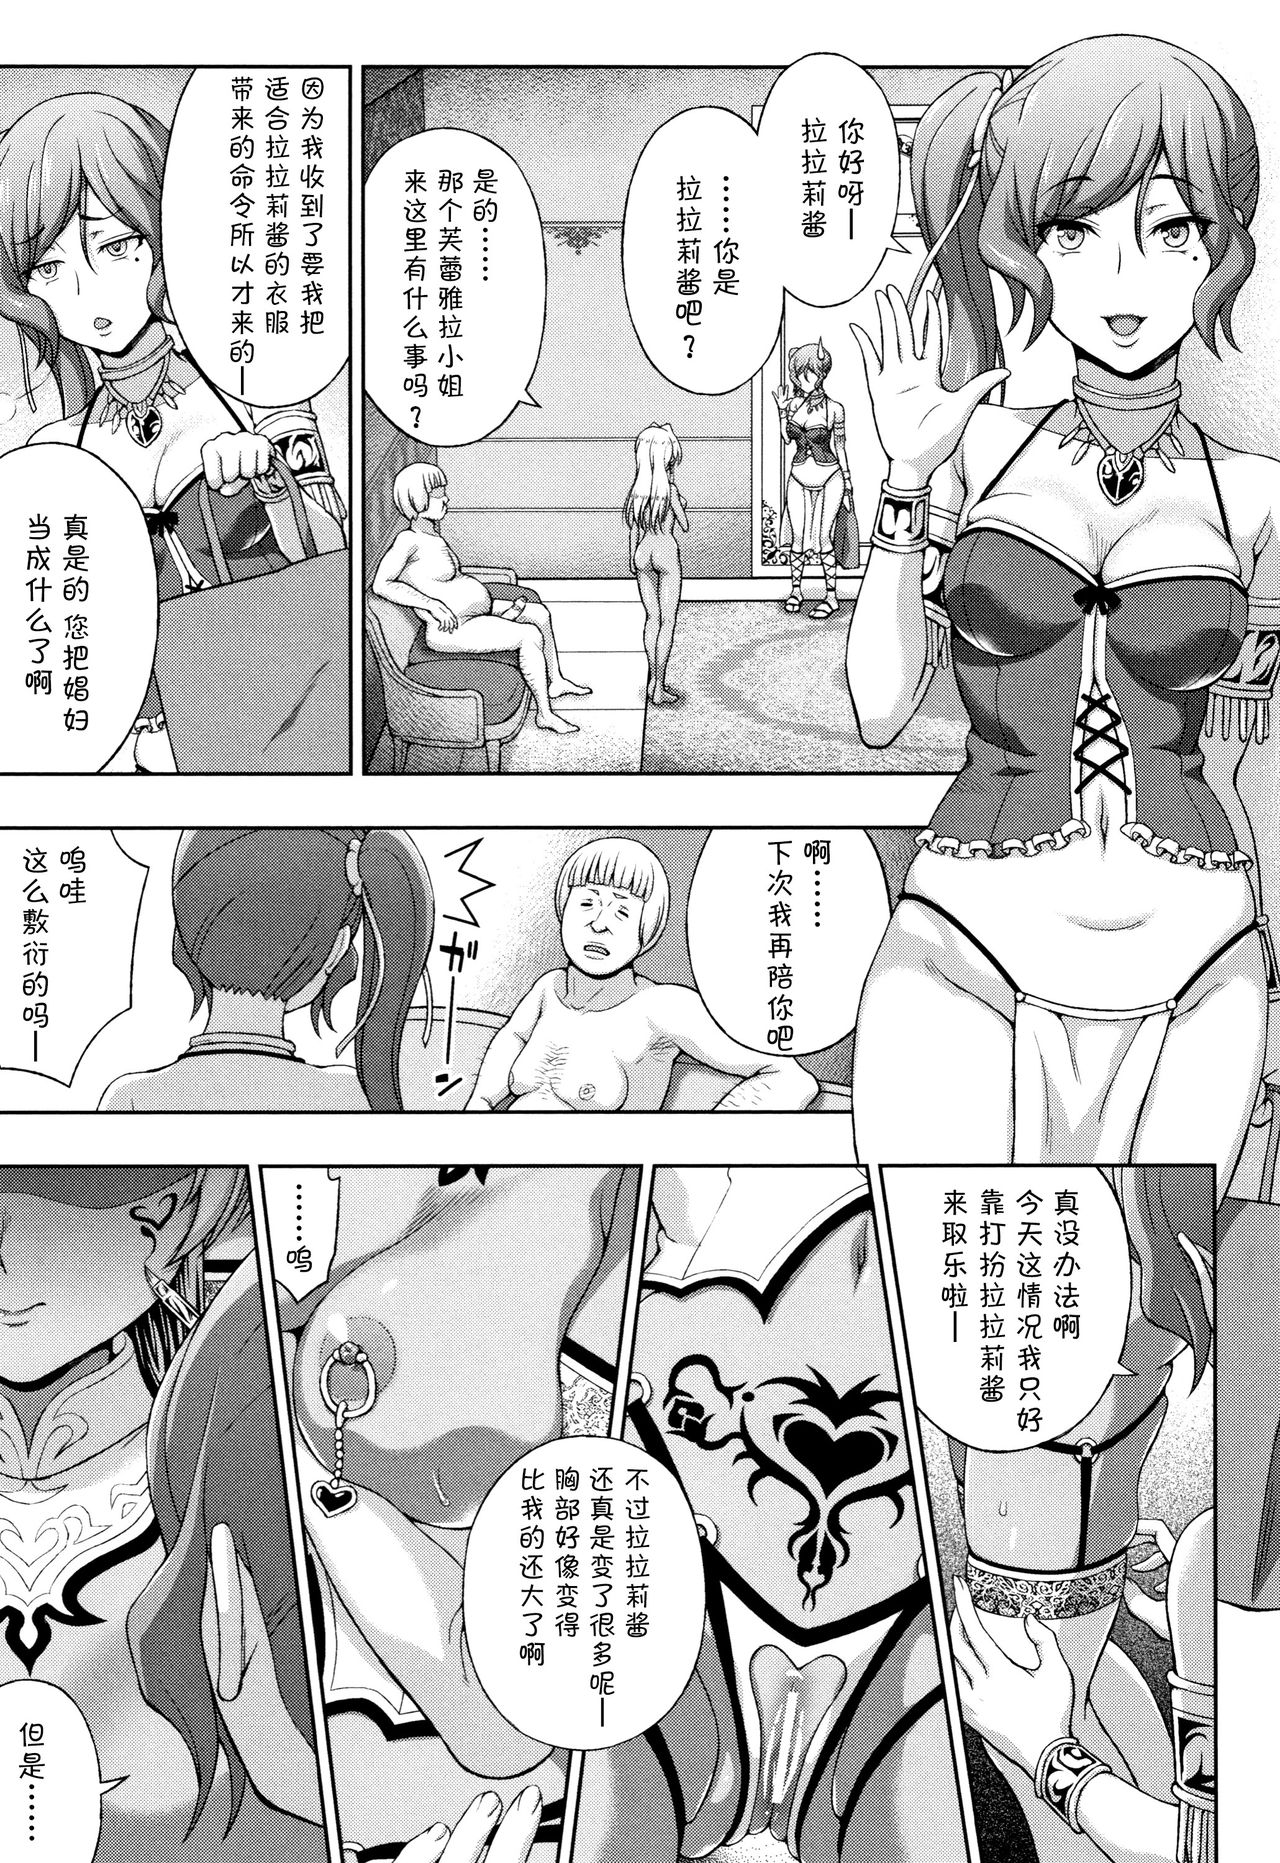 你好呀—
拉拉莉酱
……你是
拉拉莉酱吧？
是的……
那个芙蕾雅拉小姐
来这里有什么事吗？
因为我收到了要我把
适合拉拉莉酱的衣服
带来的命令所以才来的—
真是的 您把娼妇
当成什么了啊
啊……
下次我再陪你吧
ガーーン
呜哇
这么敷衍的吗—
真没办法啊
今天这情况我只好
靠打扮拉拉莉酱
来取乐啦—
不过拉拉莉酱
还真是变了很多呢—
胸部好像变得
比我的还大了啊
……呜
但是……